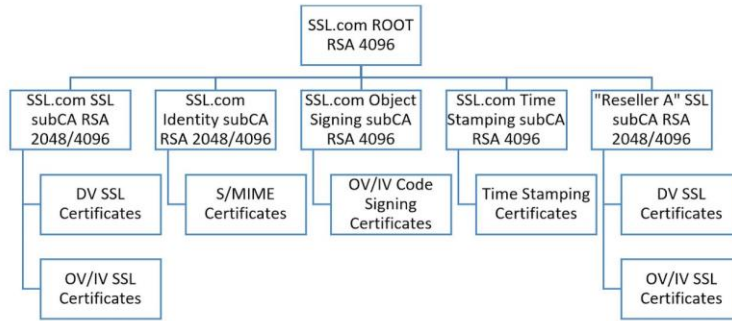 SSL.com ROOT
RSA 4096
SSL.com SSL
subCA RSA
2048/4096
SSL.com
Identity subCA
RSA 2048/4096
SSL.com Object
Signing subCA
RSA 4096
SSL.com Time
Stamping subCA
RSA 4096
"Reseller A" SSL
subCA RSA
2048/4096
DV SSL
Certificates
S/MIME
Certificates
OV/IV Code
Signing
Certificates
Time Stamping
Certificates
DV SSL
Certificates
OV/IV SSL
Certificates
OV/IV SSL
Certificates